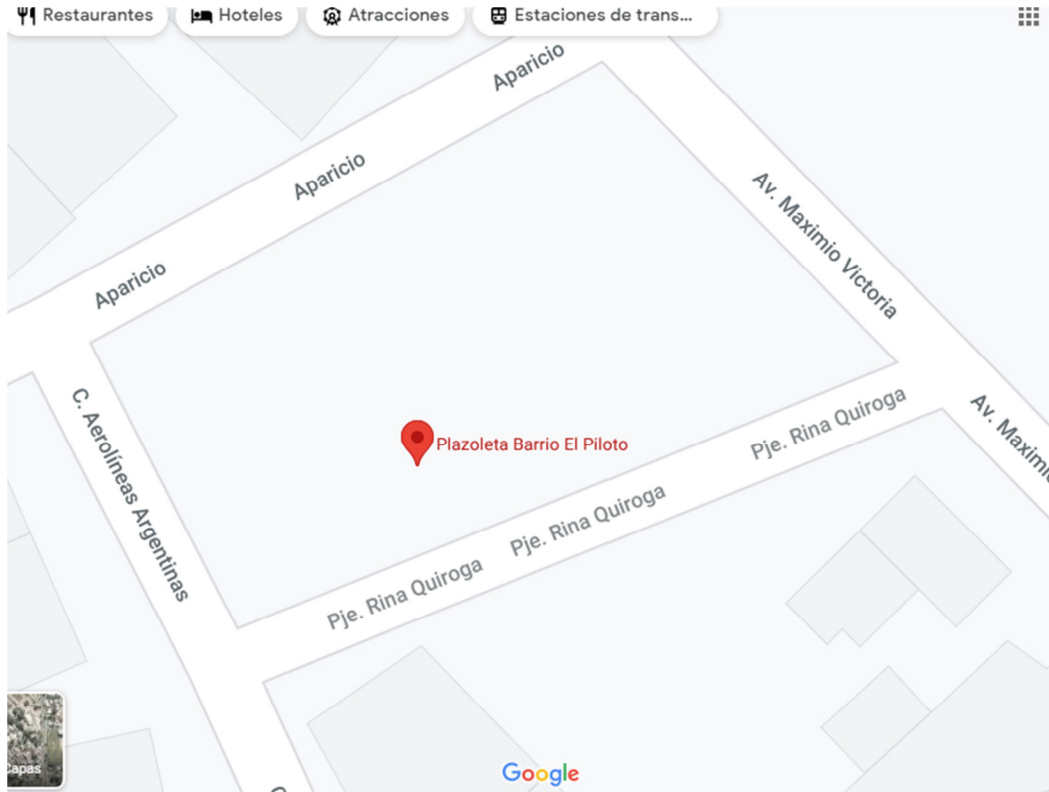 Restaurantes
Hoteles
Atracciones
Estaciones de trans...
Aparicio
Aparicio
Aparicio
Av. Maximio Victoria
C. Aerolíneas Argentinas
Plazoleta Barrio El Piloto
Pje. Rina Quiroga
Av. Maximi
Pje. Rina Quiroga
Pje. Rina Quiroga
Capas
Google